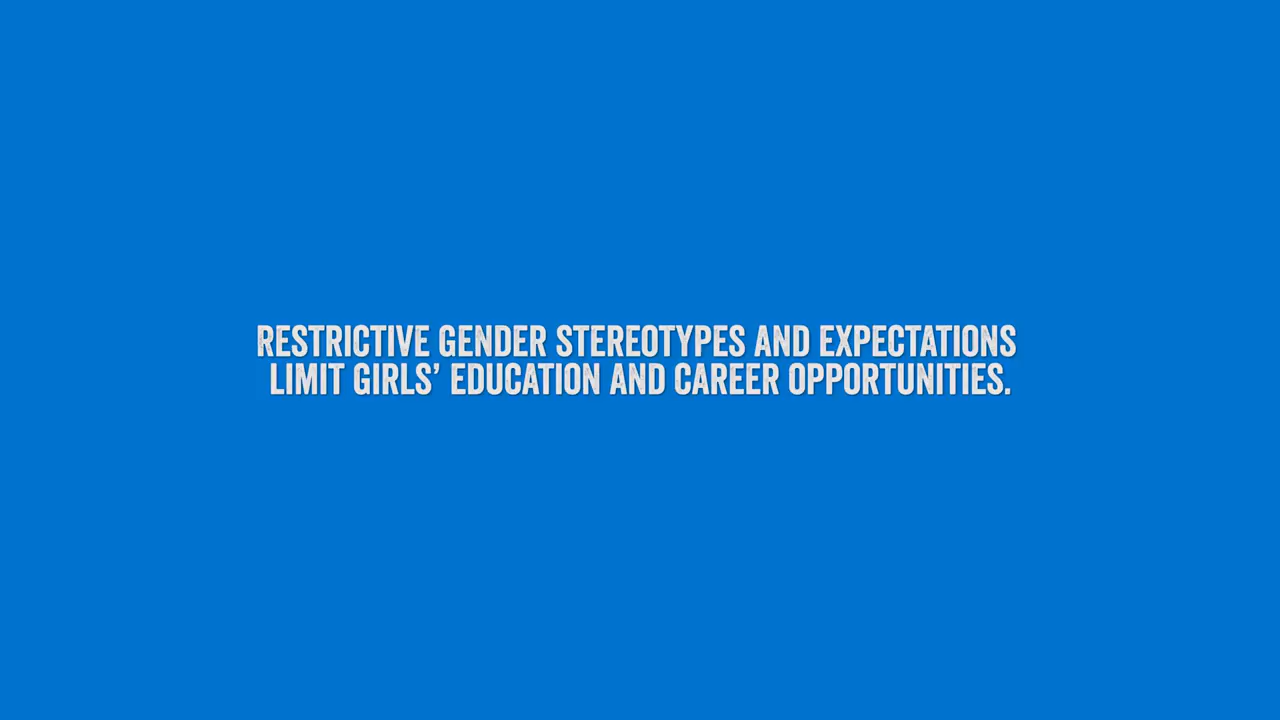 RESTRICTIVE GENDER STEREOTYPES AND EXPECTATIONS
LIMIT GIRLS’ EDUCATION AND CAREER OPPORTUNITIES.